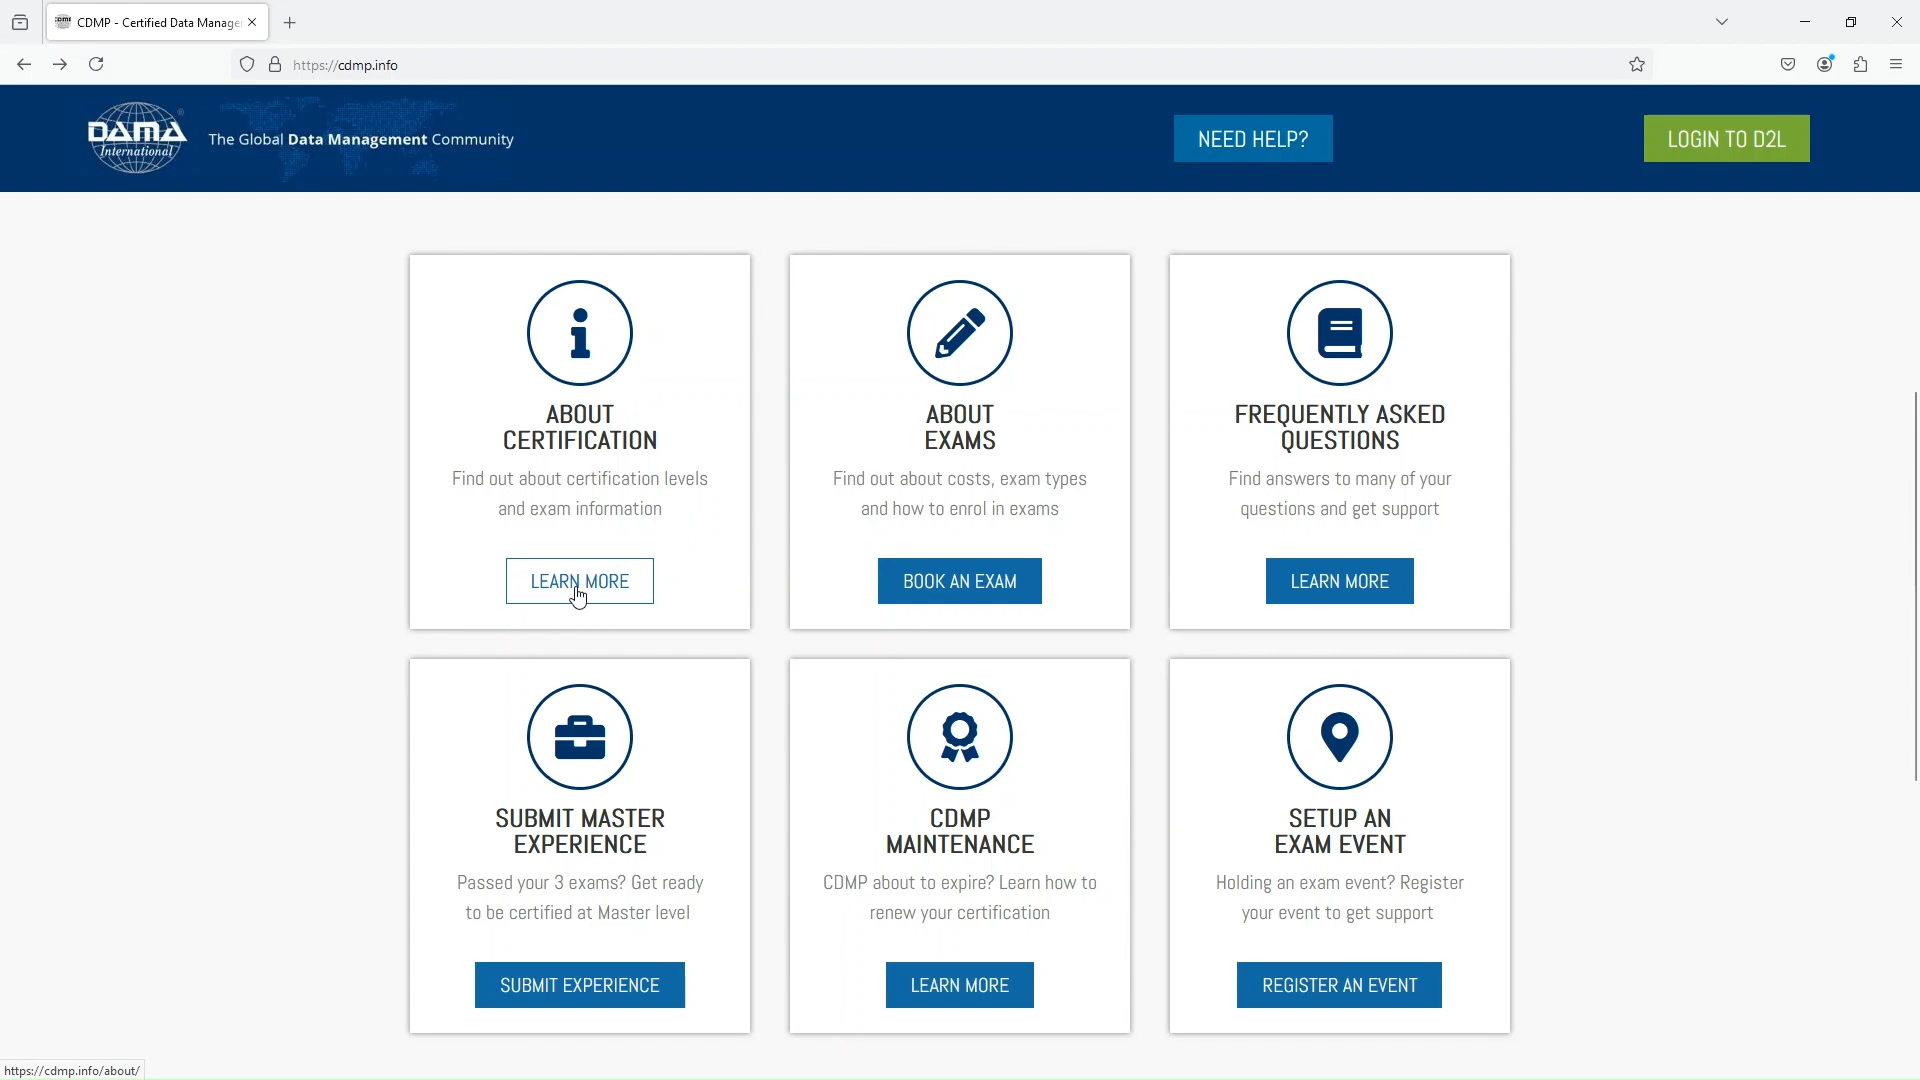 CDMP - Certified Data Manage
https://cdmp.info
DAMA
International
The Global Data Management Community
NEED HELP?
LOGIN TO D2L
ABOUT
CERTIFICATION
Find out about certification levels
and exam information
LEARN MORE
ABOUT
EXAMS
Find out about costs, exam types
and how to enrol in exams
BOOK AN EXAM
FREQUENTLY ASKED
QUESTIONS
Find answers to many of your
questions and get support
LEARN MORE
SUBMIT MASTER
EXPERIENCE
Passed your 3 exams? Get ready
to be certified at Master level
SUBMIT EXPERIENCE
CDMP
MAINTENANCE
CDMP about to expire? Learn how to
renew your certification
LEARN MORE
SETUP AN
EXAM EVENT
Holding an exam event? Register
your event to get support
REGISTER AN EVENT
https://cdmp.info/about/